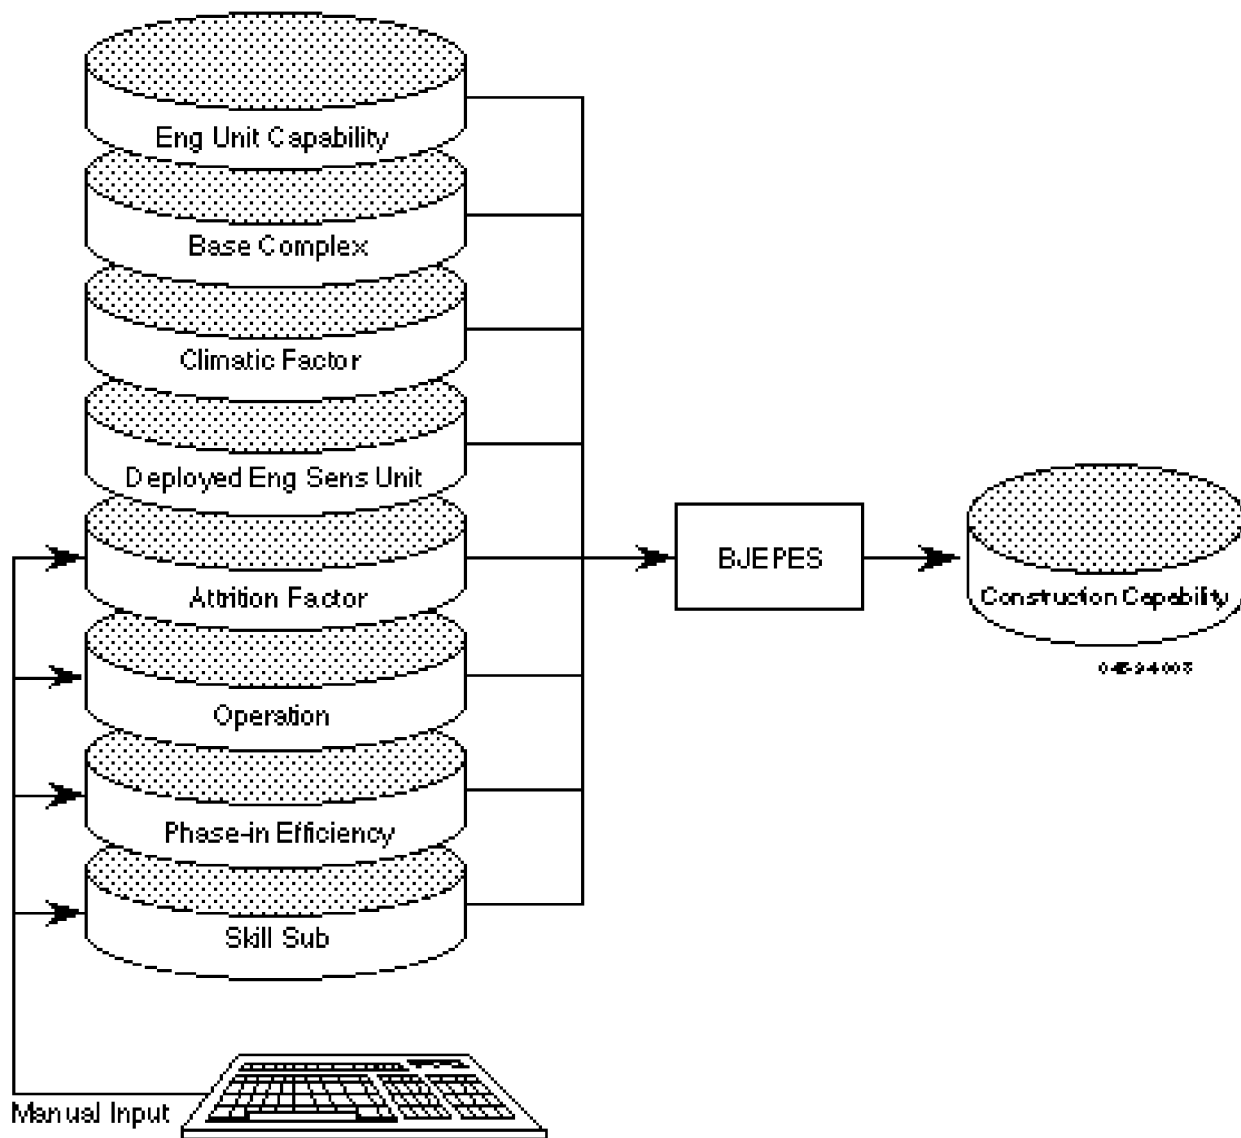 Eng Unit Capability
Base Complex
Climatic Factor
Deployed Eng Sens Unit
Attrition Factor
BJEPES
Construction Capability
Operation
Phase-in Efficiency
Skill Sub
Manual Input